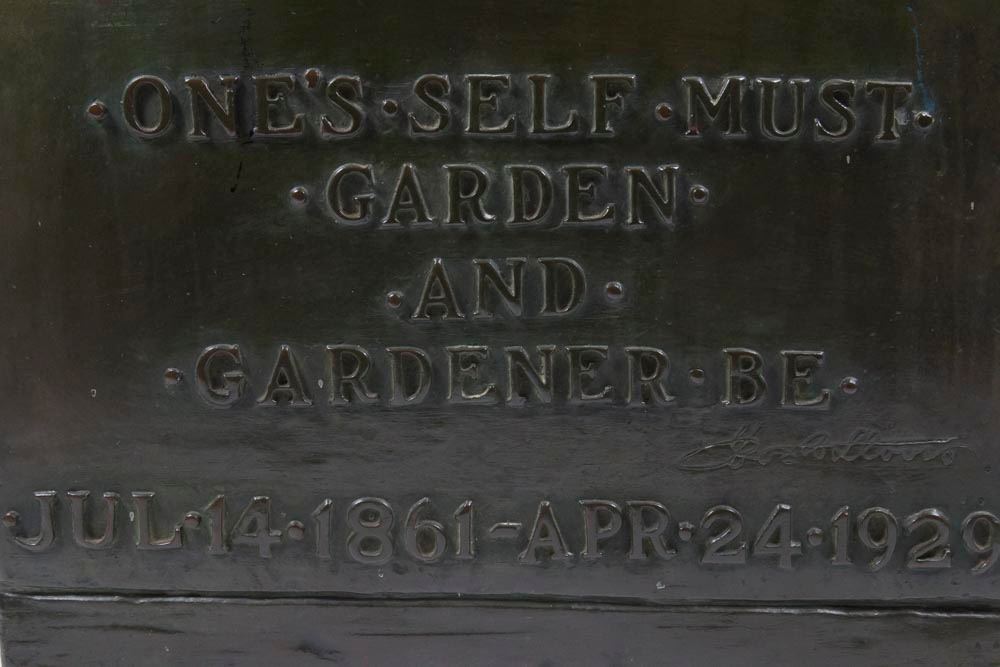 ·ONE'S·SELF·MUST·
·GARDEN·
·AND·
·GARDENER·BE·
·JUL·14·1861-APR·24·1929